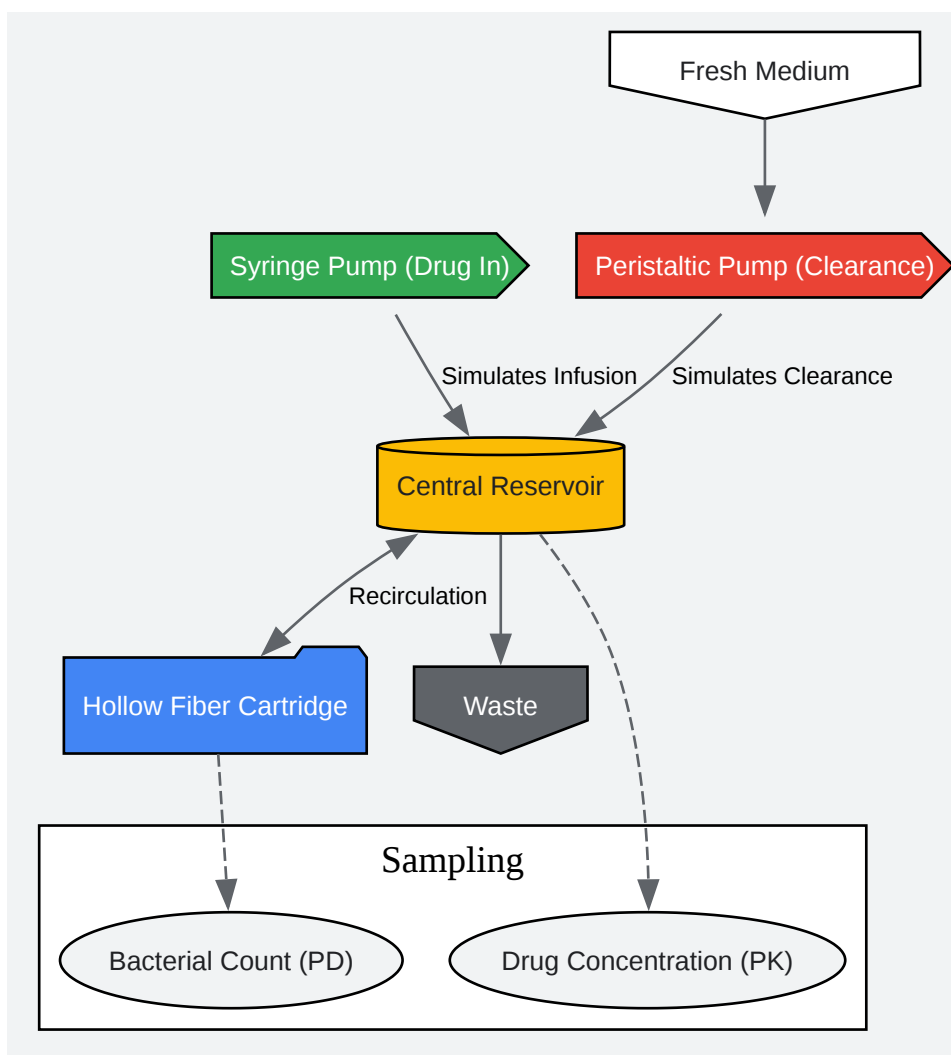 Fresh Medium
Syringe Pump (Drug In)
Peristaltic Pump (Clearance)
Simulates Infusion
Simulates Clearance
Central Reservoir
Recirculation
Hollow Fiber Cartridge
Waste
Sampling
Bacterial Count (PD)
Drug Concentration (PK)